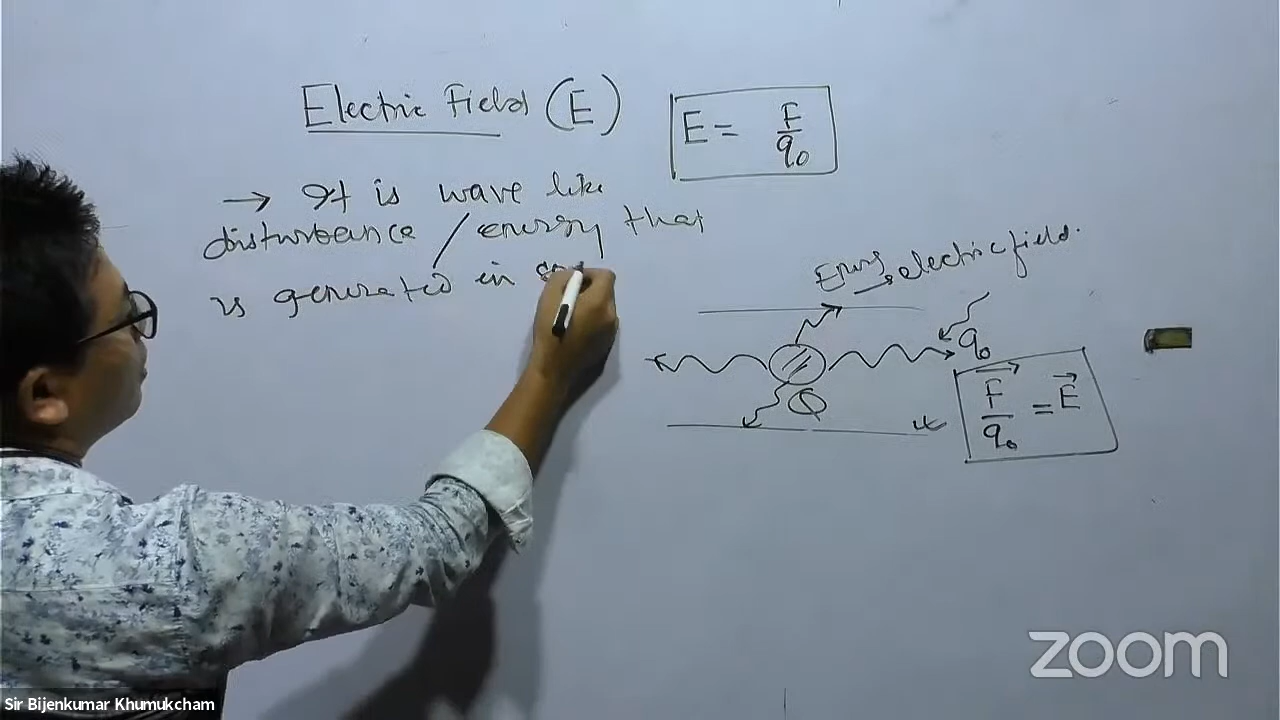 Electric Field (E)
E = F/q₀
→ It is wave like
disturbance / energy that
is generated in
Energy → electric field.
q₀
Q
F/q₀ = E
zoom
Sir Bijenkumar Khumukcham